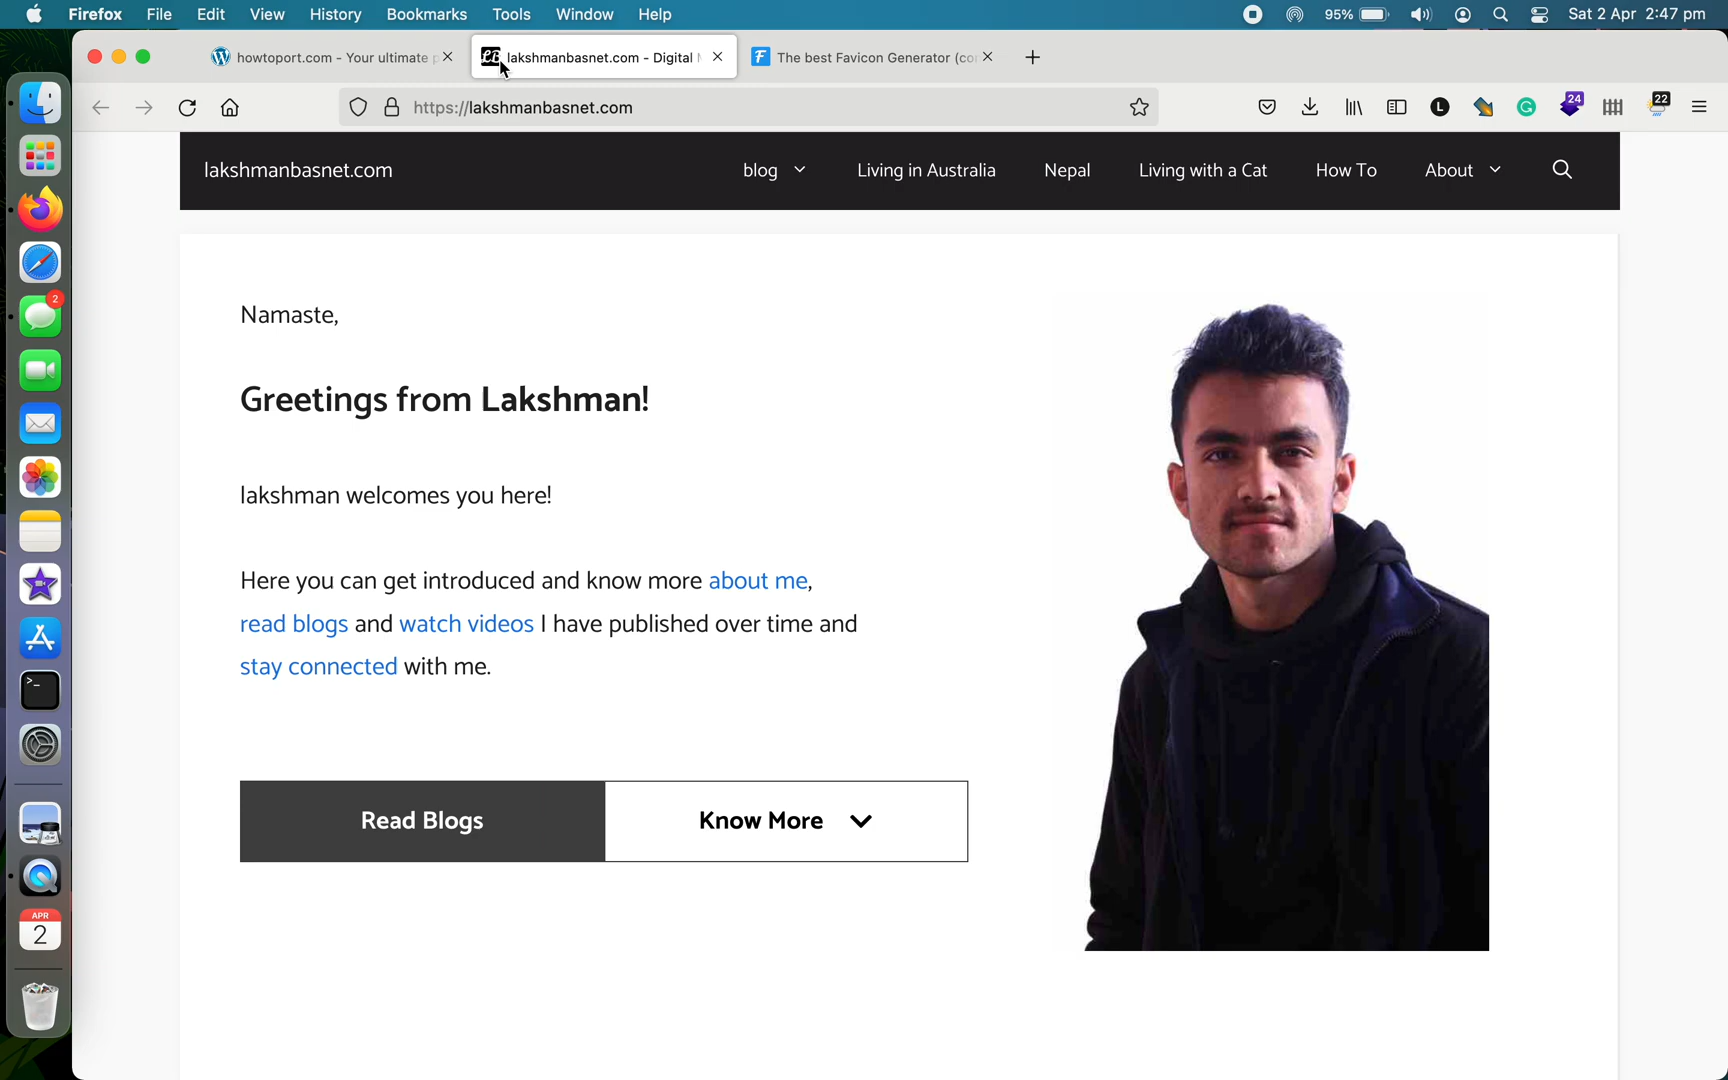 Firefox File Edit View History Bookmarks Tools Window Help 95% Sat 2 Apr 2:47 pm
howtoport.com - Your ultimate p
LB lakshmanbasnet.com - Digital
F The best Favicon Generator (co
https://lakshmanbasnet.com
L
G
24
22
lakshmanbasnet.com blog Living in Australia Nepal Living with a Cat How To About
Namaste,
Greetings from Lakshman!
lakshman welcomes you here!
Here you can get introduced and know more about me,
read blogs and watch videos I have published over time and
stay connected with me.
Read Blogs Know More
2
APR
2